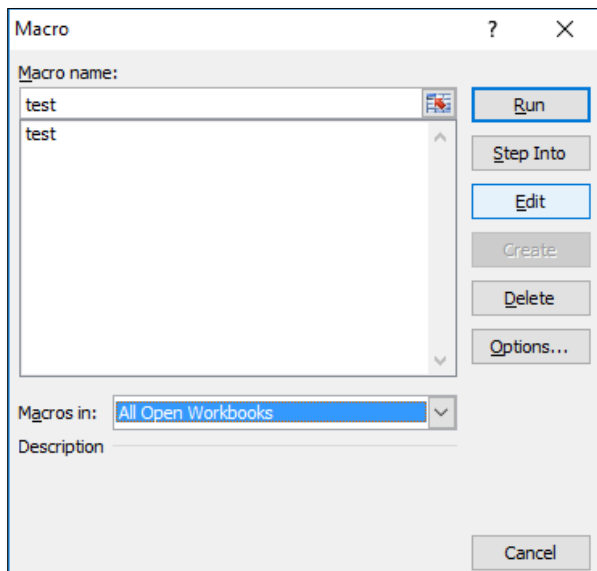 Macro
?
Macro name:
test
Run
test
Step Into
Edit
Create
Delete
Options...
Macros in:
All Open Workbooks
Description
Cancel